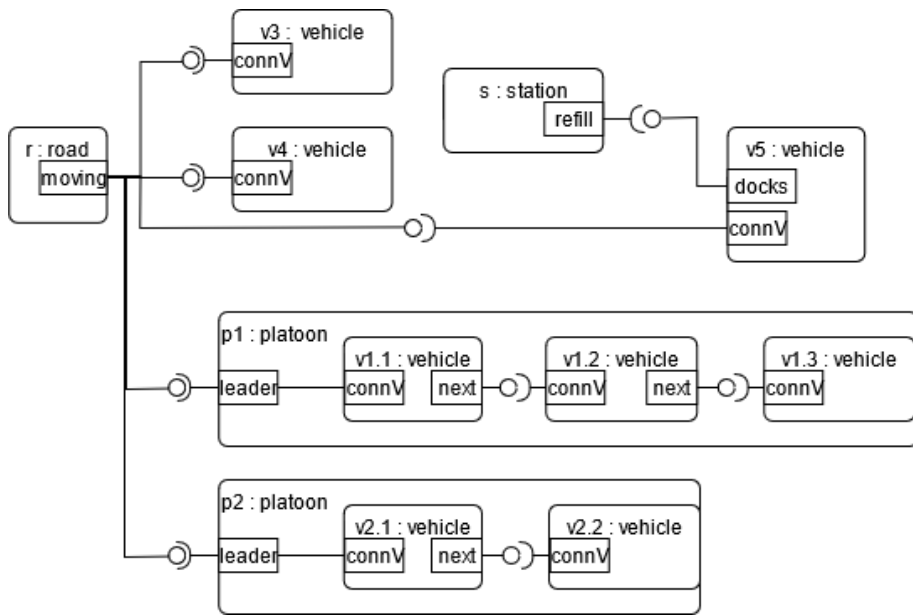 v3 : vehicle
connV
s : station
refill
r : road
moving
v4 : vehicle
connV
v5 : vehicle
docks
connV
p1 : platoon
leader
v1.1 : vehicle
connV
next
v1.2 : vehicle
connV
next
v1.3 : vehicle
connV
p2 : platoon
leader
v2.1 : vehicle
connV
next
v2.2 : vehicle
connV